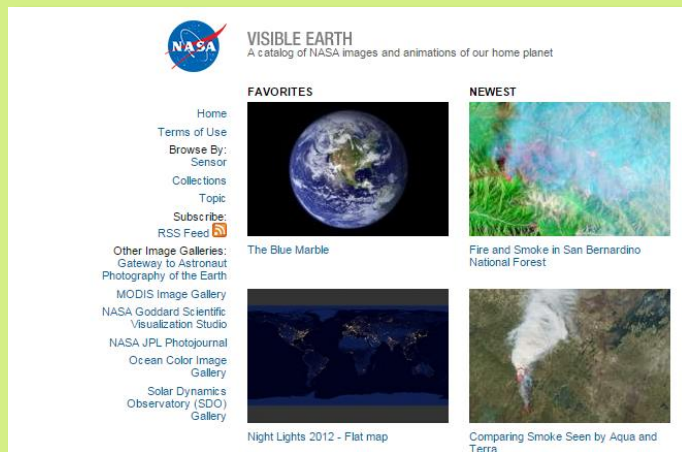 NASA
VISIBLE EARTH
A catalog of NASA images and animations of our home planet
Home
Terms of Use
Browse By:
Sensor
Collections
Topic
Subscribe:
RSS Feed
Other Image Galleries:
Gateway to Astronaut
Photography of the Earth
MODIS Image Gallery
NASA Goddard Scientific
Visualization Studio
NASA JPL Photojournal
Ocean Color Image
Gallery
Solar Dynamics
Observatory (SDO)
Gallery
FAVORITES
The Blue Marble
Night Lights 2012 - Flat map
NEWEST
Fire and Smoke in San Bernardino
National Forest
Comparing Smoke Seen by Aqua and
Terra